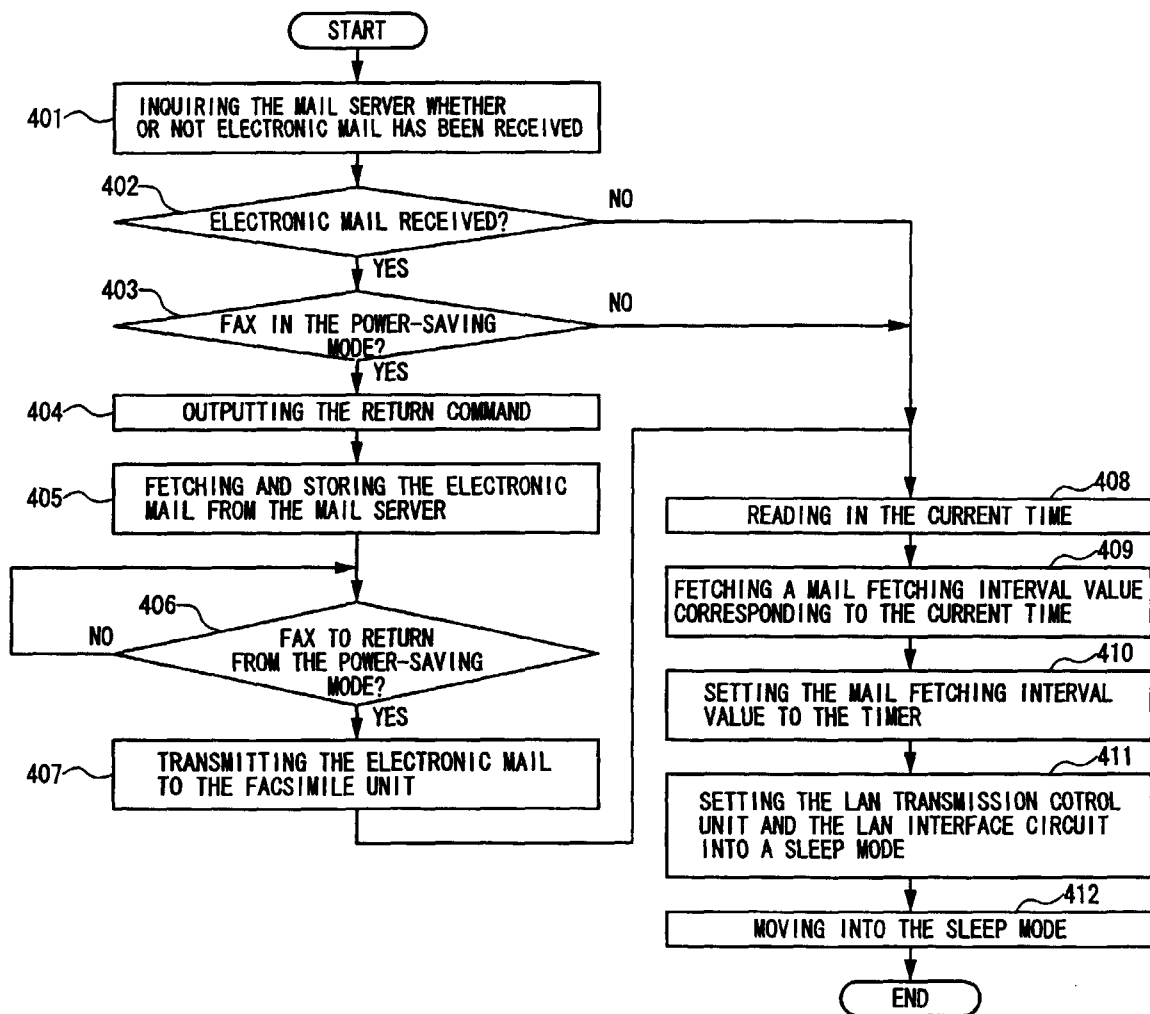 START
401
INQUIRING THE MAIL SERVER WHETHER
OR NOT ELECTRONIC MAIL HAS BEEN RECEIVED
402
ELECTRONIC MAIL RECEIVED?
NO
YES
403
FAX IN THE POWER-SAVING
MODE?
NO
YES
404
OUTPUTTING THE RETURN COMMAND
405
FETCHING AND STORING THE ELECTRONIC
MAIL FROM THE MAIL SERVER
406
FAX TO RETURN
FROM THE POWER-SAVING
MODE?
NO
YES
407
TRANSMITTING THE ELECTRONIC MAIL
TO THE FACSIMILE UNIT
408
READING IN THE CURRENT TIME
409
FETCHING A MAIL FETCHING INTERVAL VALUE
CORRESPONDING TO THE CURRENT TIME
410
SETTING THE MAIL FETCHING INTERVAL
VALUE TO THE TIMER
411
SETTING THE LAN TRANSMISSION COTROL
UNIT AND THE LAN INTERFACE CIRCUIT
INTO A SLEEP MODE
412
MOVING INTO THE SLEEP MODE
END